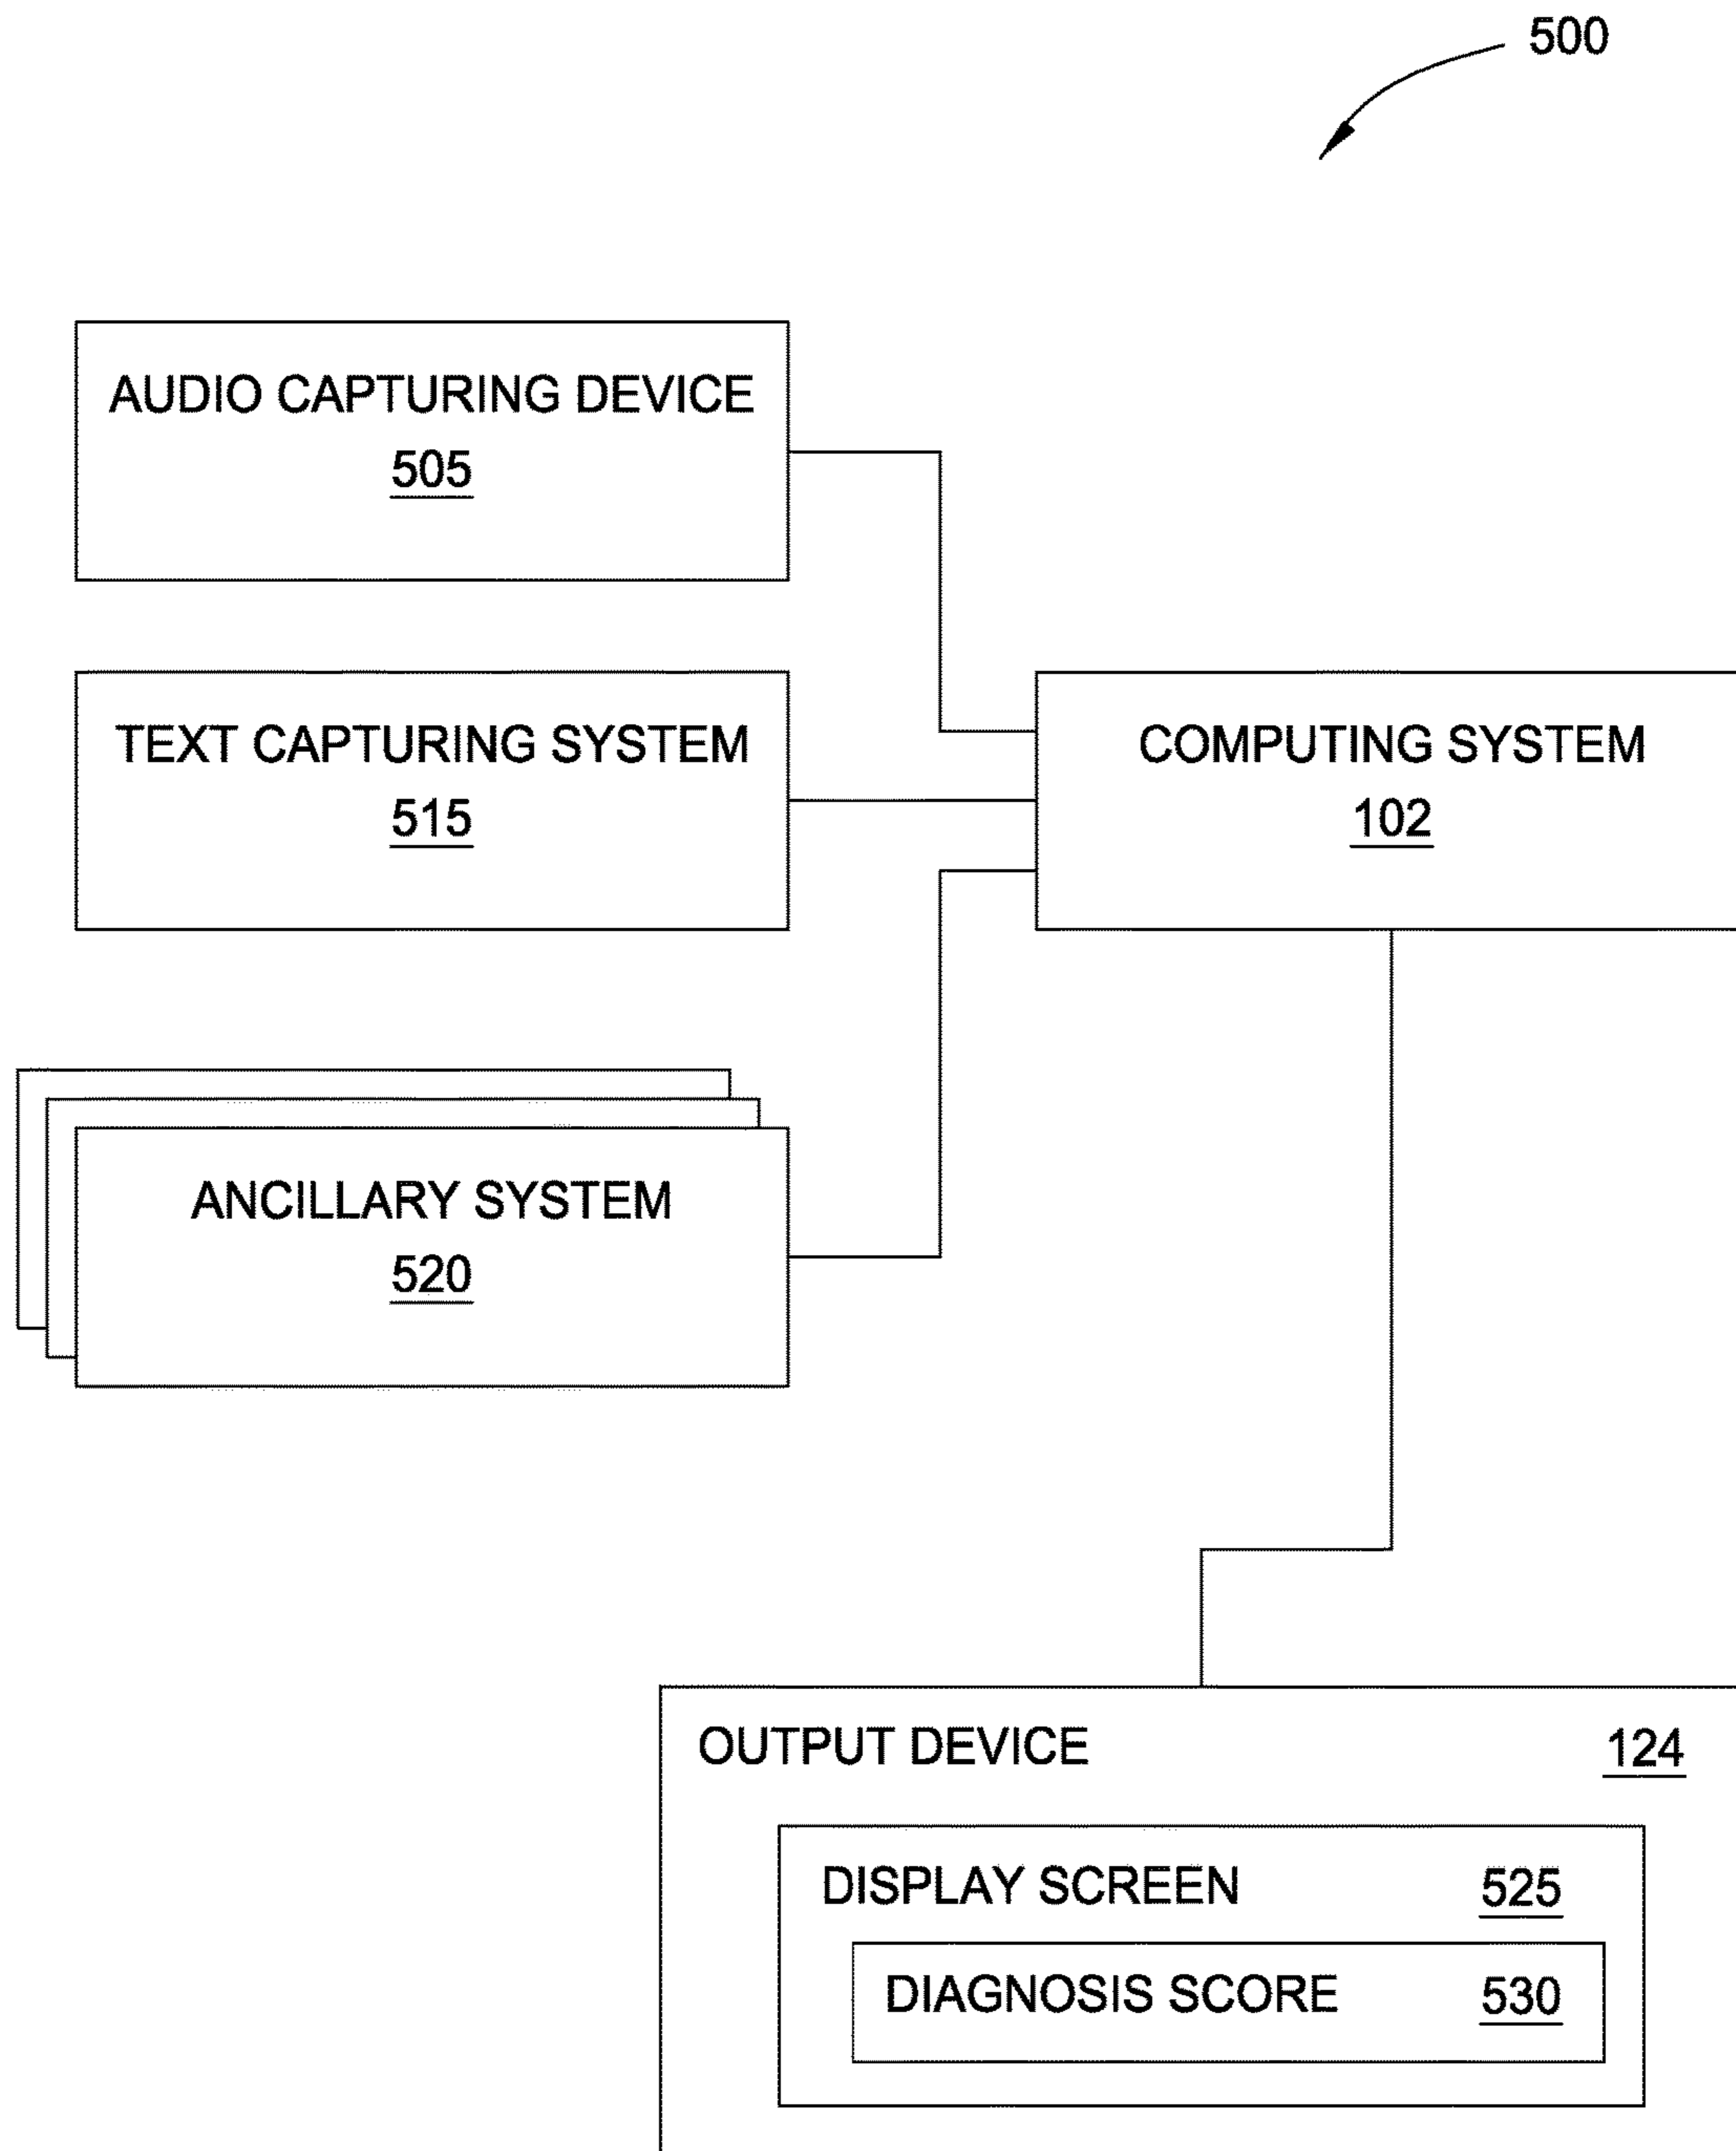 500
AUDIO CAPTURING DEVICE
505
TEXT CAPTURING SYSTEM
515
COMPUTING SYSTEM
102
ANCILLARY SYSTEM
520
OUTPUT DEVICE 124
DISPLAY SCREEN 525
DIAGNOSIS SCORE 530